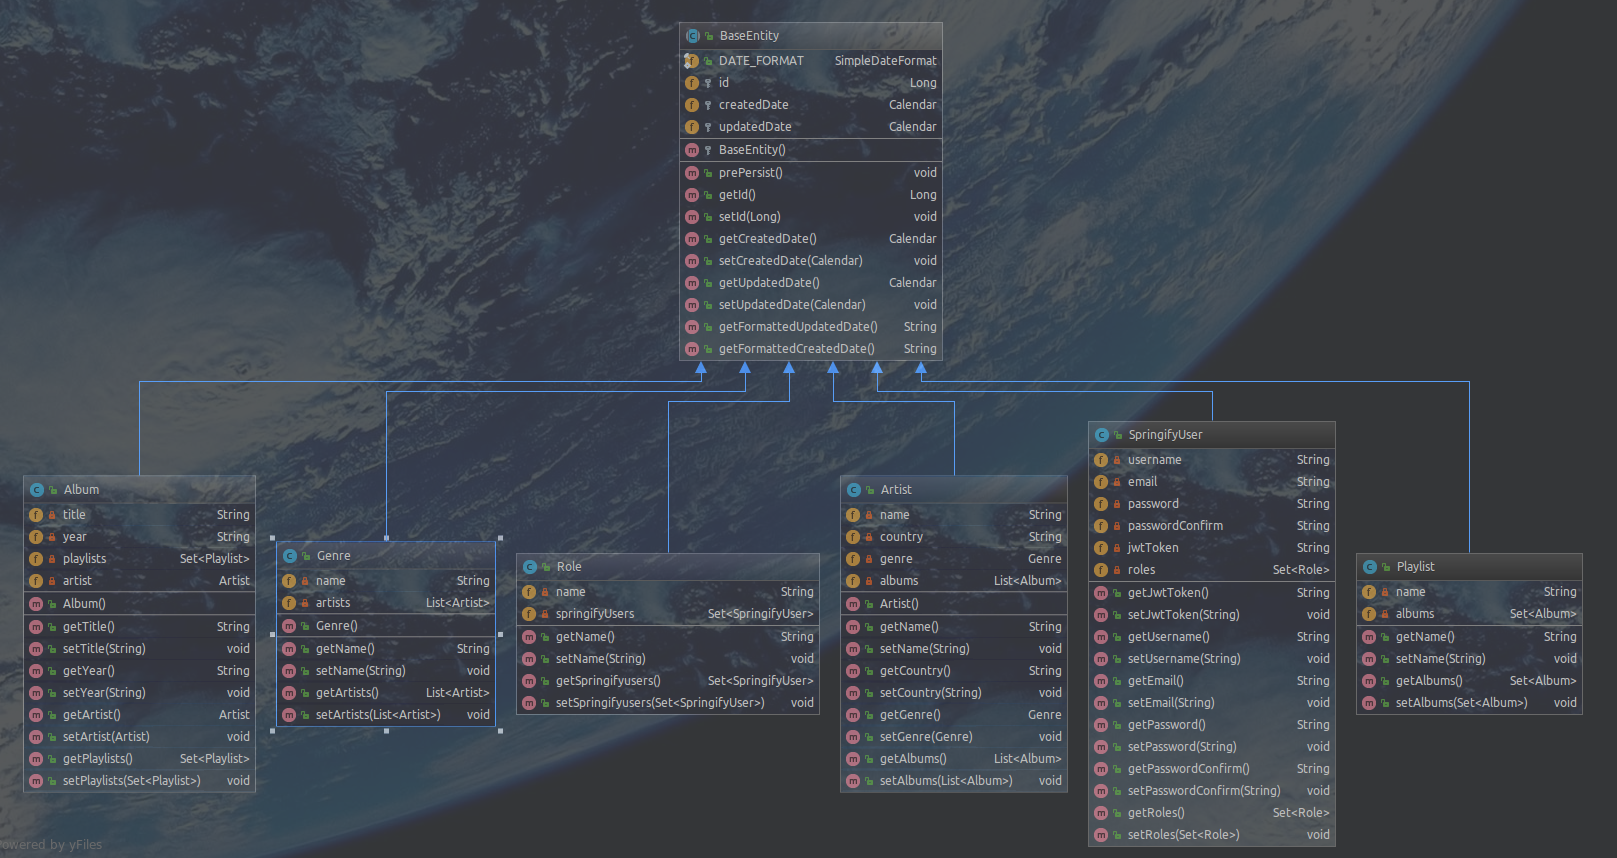 BaseEntity
DATE_FORMAT SimpleDateFormat
id Long
createdDate Calendar
updatedDate Calendar
BaseEntity()
prePersist() void
getId() Long
setId(Long) void
getCreatedDate() Calendar
setCreatedDate(Calendar) void
getUpdatedDate() Calendar
setUpdatedDate(Calendar) void
getFormattedUpdatedDate() String
getFormattedCreatedDate() String
Album
title String
year String
playlists Set<Playlist>
artist Artist
Album()
getTitle() String
setTitle(String) void
getYear() String
setYear(String) void
getArtist() Artist
setArtist(Artist) void
getPlaylists() Set<Playlist>
setPlaylists(Set<Playlist>) void
Genre
name String
artists List<Artist>
Genre()
getName() String
setName(String) void
getArtists() List<Artist>
setArtists(List<Artist>) void
Role
name String
springifyUsers Set<SpringifyUser>
getName() String
setName(String) void
getSpringifyusers() Set<SpringifyUser>
setSpringifyusers(Set<SpringifyUser>) void
Artist
name String
country String
genre Genre
albums List<Album>
Artist()
getName() String
setName(String) void
getCountry() String
setCountry(String) void
getGenre() Genre
setGenre(Genre) void
getAlbums() List<Album>
setAlbums(List<Album>) void
SpringifyUser
username String
email String
password String
passwordConfirm String
jwtToken String
roles Set<Role>
getJwtToken() String
setJwtToken(String) void
getUsername() String
setUsername(String) void
getEmail() String
setEmail(String) void
getPassword() String
setPassword(String) void
getPasswordConfirm() String
setPasswordConfirm(String) void
getRoles() Set<Role>
setRoles(Set<Role>) void
Playlist
name String
albums Set<Album>
getName() String
setName(String) void
getAlbums() Set<Album>
setAlbums(Set<Album>) void
owered by yFiles